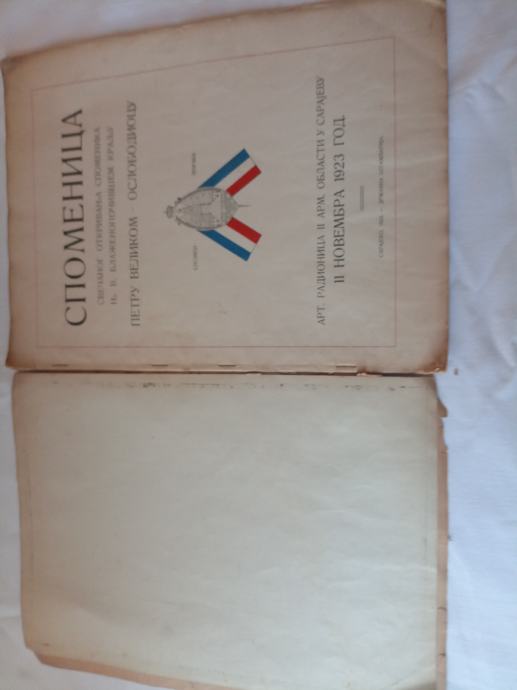 СПОМЕНИЦА
СВЕЧАНОГ ОТКРИВАЊА СПОМЕНИКА
Њ. В. БЛАЖЕНОПОЧИВШЕМ КРАЉУ
ПЕТРУ ВЕЛИКОМ ОСЛОБОДИОЦУ
АРТ. РАДИОНИЦА II АРМ. ОБЛАСТИ У САРАЈЕВУ
11 НОВЕМБРА 1923 ГОД.